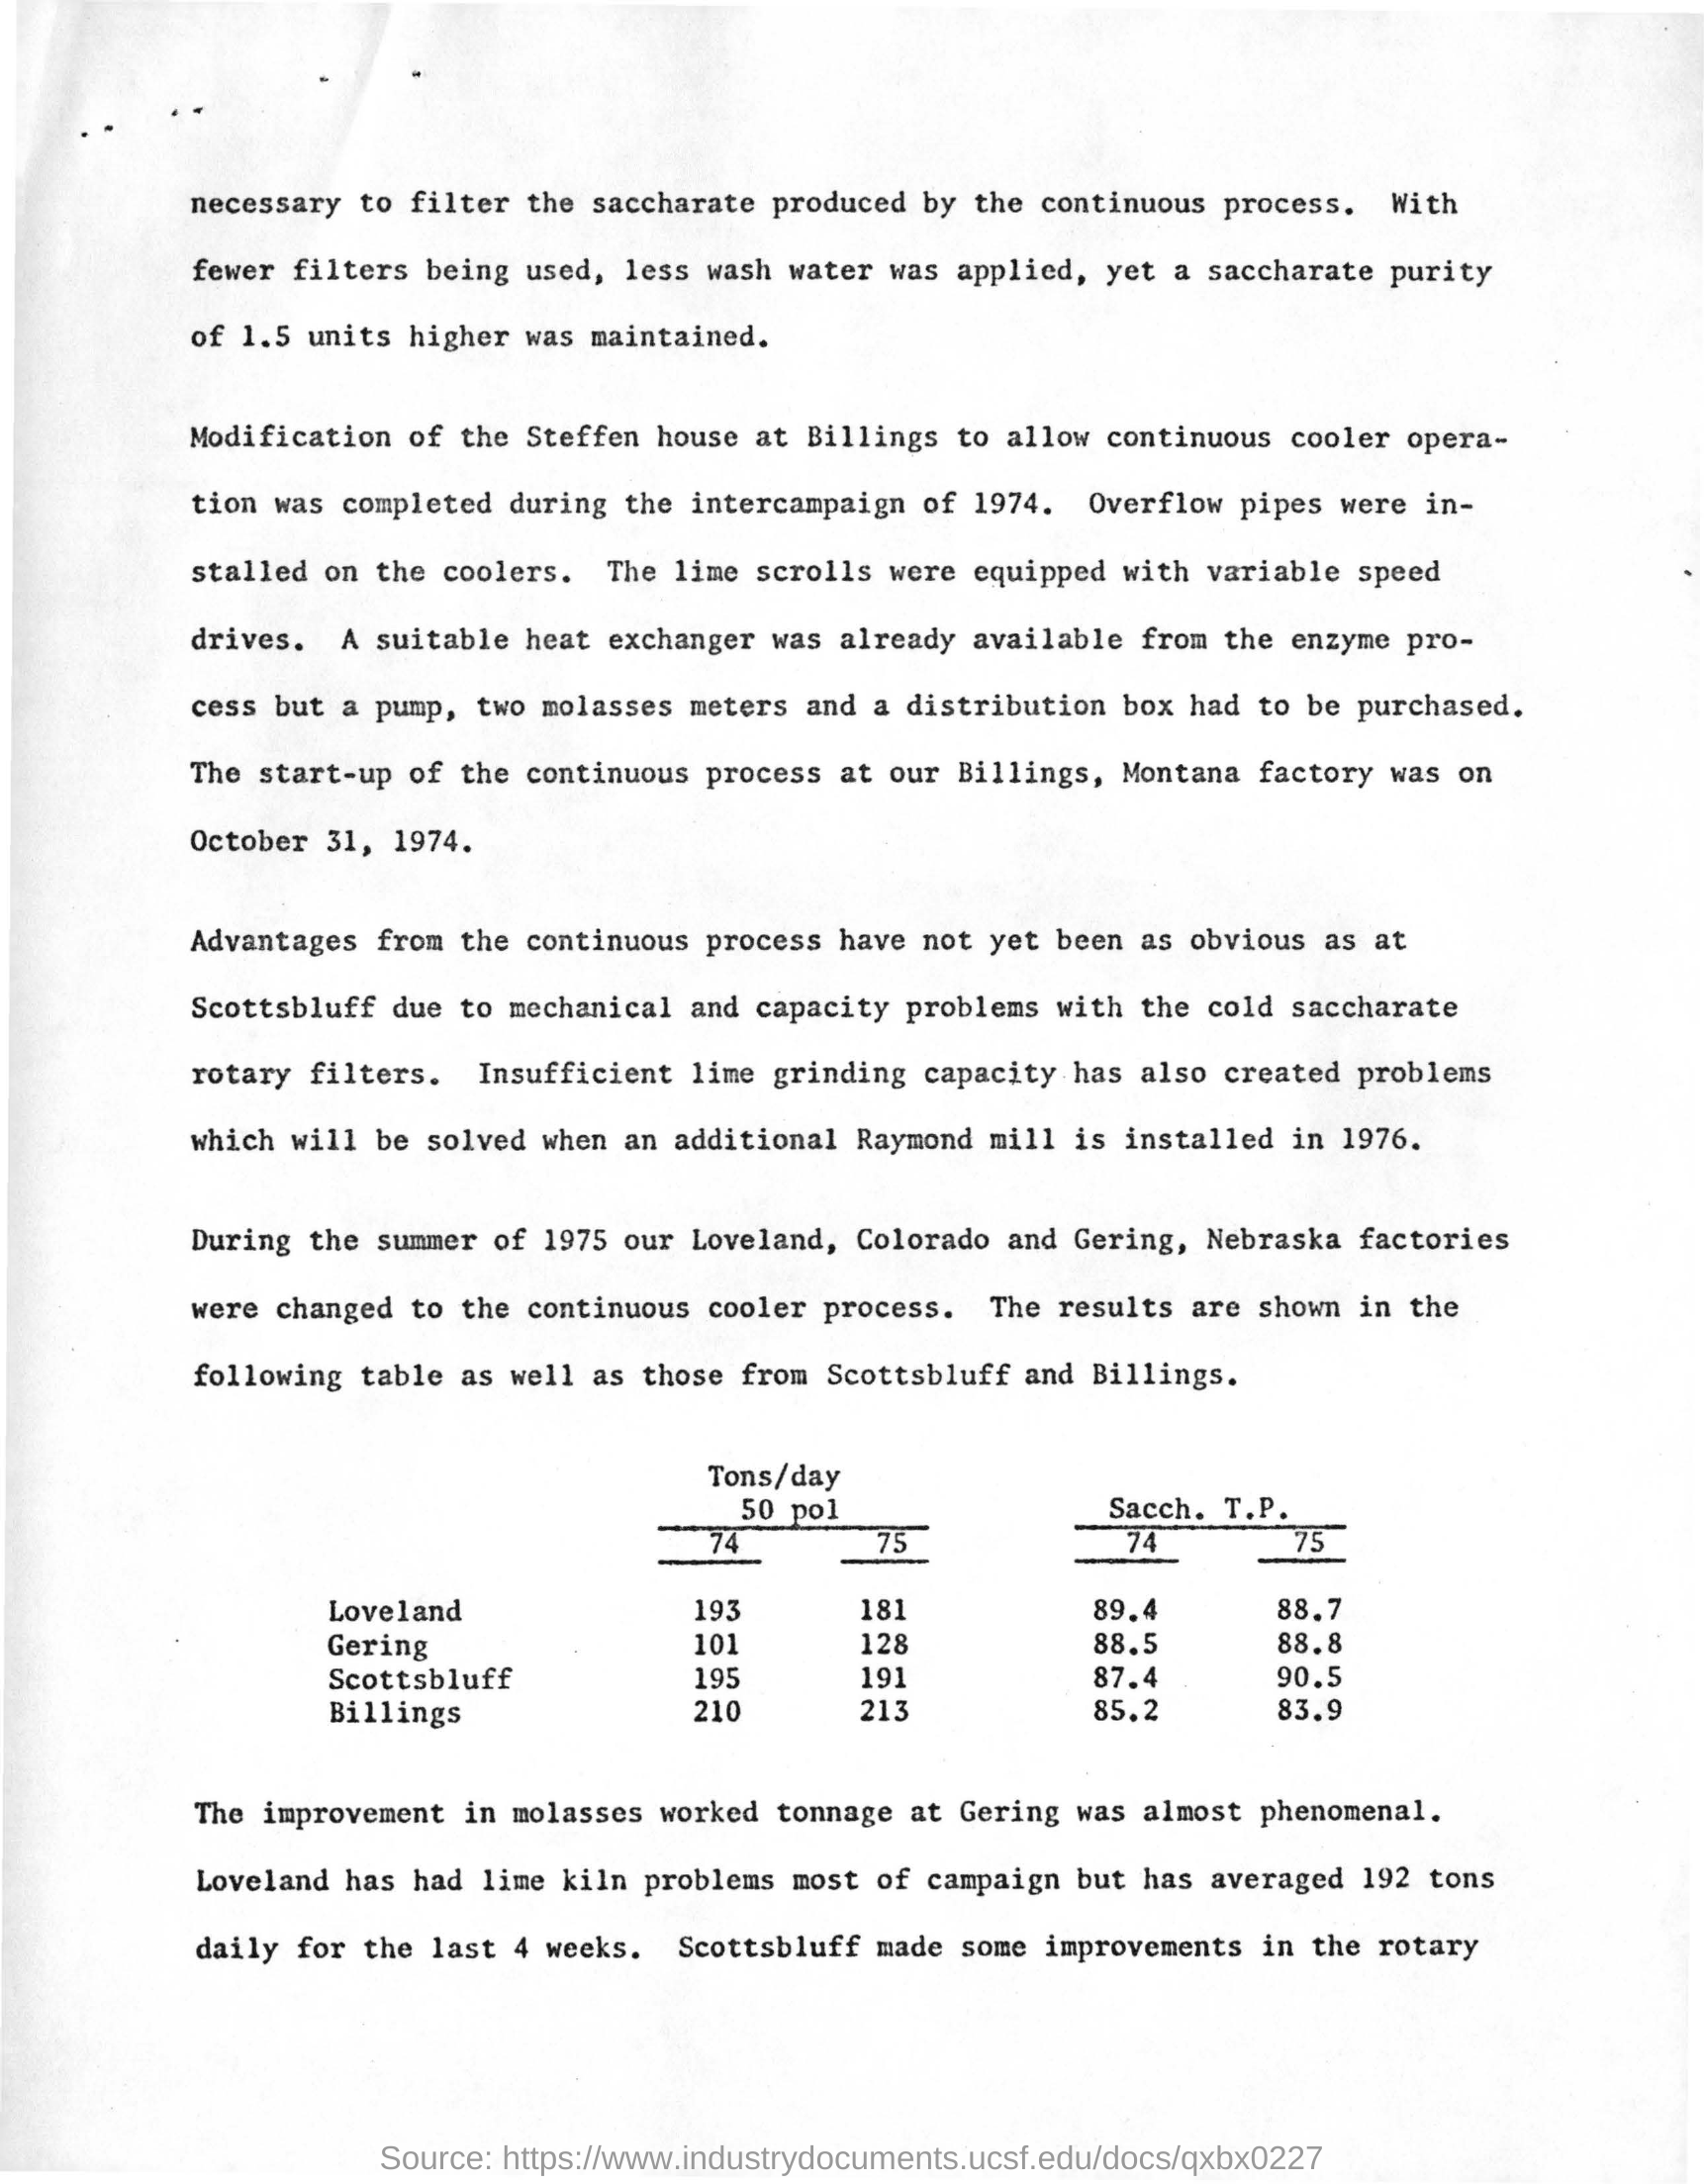 necessary to filter the saccharate produced by the continuous process. With
fewer filters being used, less wash water was applied, yet a saccharate purity
of 1.5 units higher was maintained.
Modification of the Steffen house at Billings to allow continuous cooler opera-
tion was completed during the intercampaign of 1974. Overflow pipes were in-
stalled on the coolers. The lime scrolls were equipped with variable speed
drives. A suitable heat exchanger was already available from the enzyme pro-
cess but a pump, two molasses meters and a distribution box had to be purchased.
The start-up of the continuous process at our Billings, Montana factory was on
October 31, 1974.
Advantages from the continuous process have not yet been as obvious as at
Scottsbluff due to mechanical and capacity problems with the cold saccharate
rotary filters. Insufficient lime grinding capacity has also created problems
which will be solved when an additional Raymond mill is installed in 1976.
During the summer of 1975 our Loveland, Colorado and Gering, Nebraska factories
were changed to the continuous cooler process. The results are shown in the
following table as well as those from Scottsbluff and Billings.
Tons/day
50 pol Sacch. T.P.
74 75 74 75
Loveland 193 181 89.4 88.7
Gering 101 128 88.5 88.8
Scottsbluff 195 191 87.4 90.5
Billings 210 213 85.2 83.9
The improvement in molasses worked tonnage at Gering was almost phenomenal.
Loveland has had lime kiln problems most of campaign but has averaged 192 tons
daily for the last 4 weeks. Scottsbluff made some improvements in the rotary
Source: https://www.industrydocuments.ucsf.edu/docs/qxbx0227